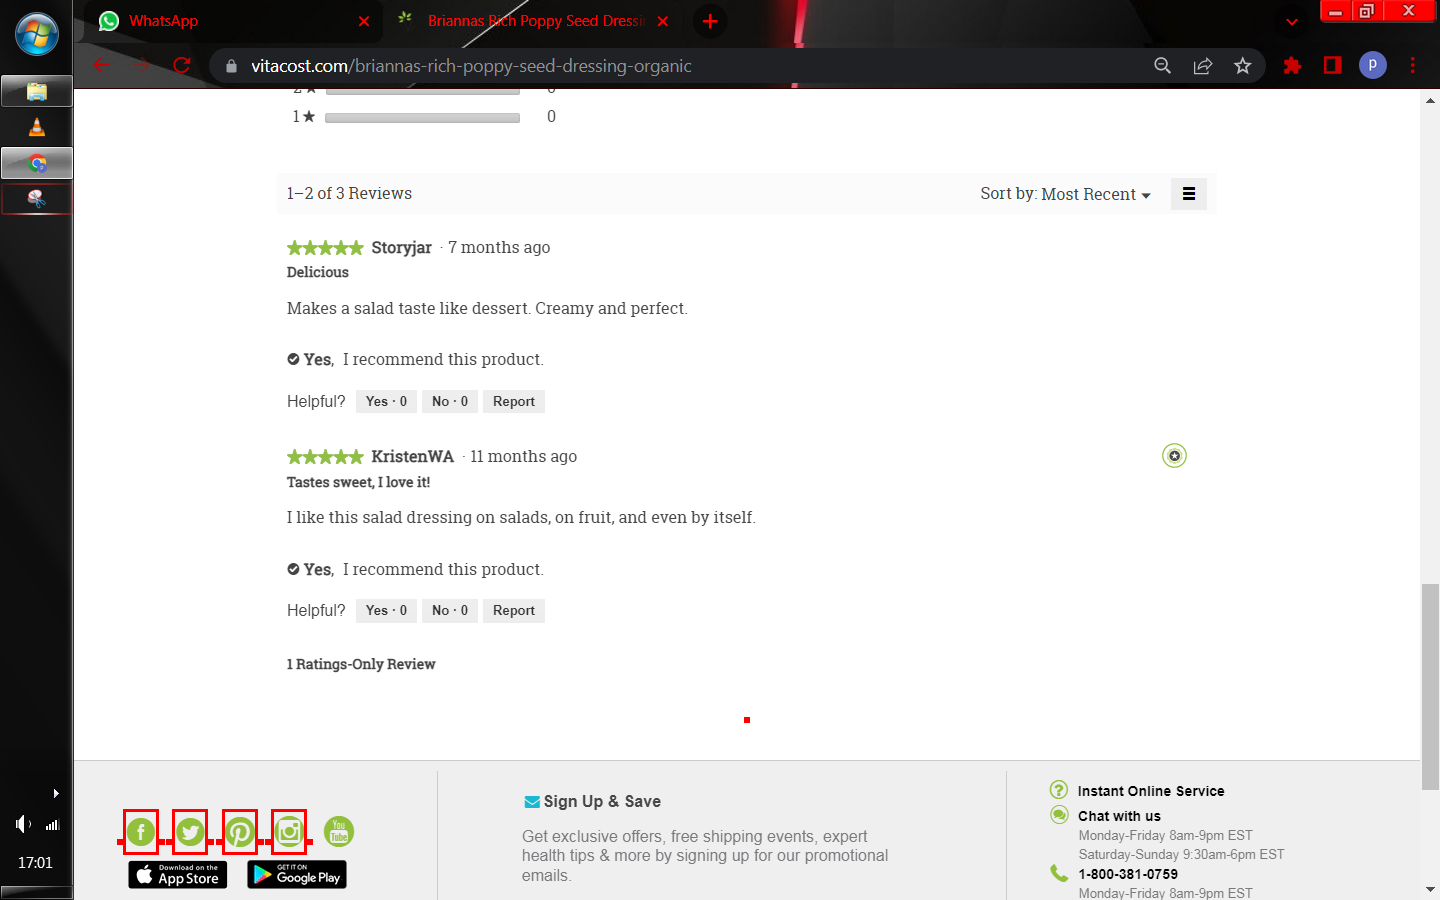 WhatsApp
Briannas Rich Poppy Seed Dressin
vitacost.com/briannas-rich-poppy-seed-dressing-organic
p
2 ★ 0
1 ★ 0
1–2 of 3 Reviews
Sort by: Most Recent
Storyjar · 7 months ago
Delicious
Makes a salad taste like dessert. Creamy and perfect.
Yes, I recommend this product.
Helpful? Yes · 0 No · 0 Report
KristenWA · 11 months ago
Tastes sweet, I love it!
I like this salad dressing on salads, on fruit, and even by itself.
Yes, I recommend this product.
Helpful? Yes · 0 No · 0 Report
1 Ratings-Only Review
You
Tube
Download on the
App Store
GET IT ON
Google Play
Sign Up & Save
Get exclusive offers, free shipping events, expert
health tips & more by signing up for our promotional
emails.
Instant Online Service
Chat with us
Monday-Friday 8am-9pm EST
Saturday-Sunday 9:30am-6pm EST
1-800-381-0759
Monday-Friday 8am-9pm EST
17:01